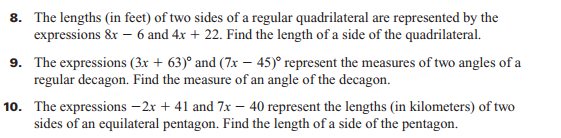 8. The lengths (in feet) of two sides of a regular quadrilateral are represented by the
expressions 8x − 6 and 4x + 22. Find the length of a side of the quadrilateral.
9. The expressions (3x + 63)° and (7x − 45)° represent the measures of two angles of a
regular decagon. Find the measure of an angle of the decagon.
10. The expressions −2x + 41 and 7x − 40 represent the lengths (in kilometers) of two
sides of an equilateral pentagon. Find the length of a side of the pentagon.